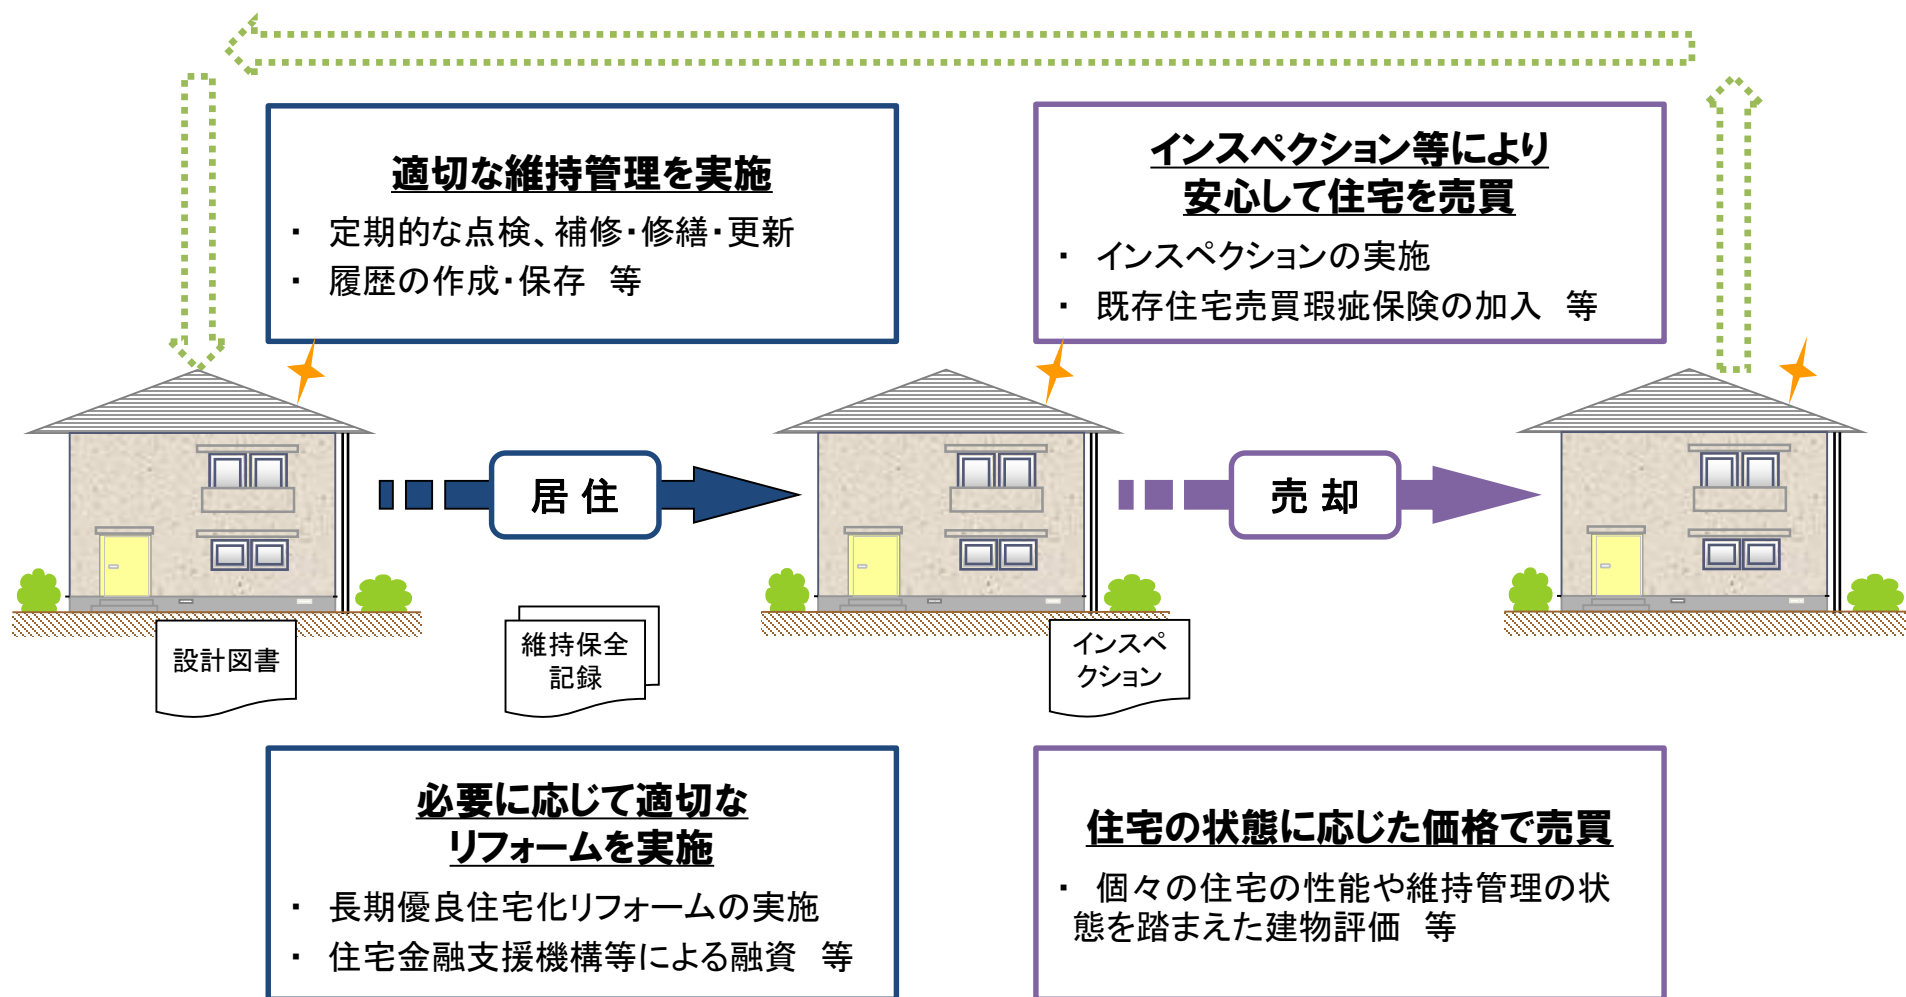 適切な維持管理を実施
・ 定期的な点検、補修・修繕・更新
・ 履歴の作成・保存 等
インスペクション等により
安心して住宅を売買
・ インスペクションの実施
・ 既存住宅売買瑕疵保険の加入 等
居 住
売 却
設計図書
維持保全
記録
インスペ
クション
必要に応じて適切な
リフォームを実施
・ 長期優良住宅化リフォームの実施
・ 住宅金融支援機構等による融資 等
住宅の状態に応じた価格で売買
・ 個々の住宅の性能や維持管理の状
態を踏まえた建物評価 等